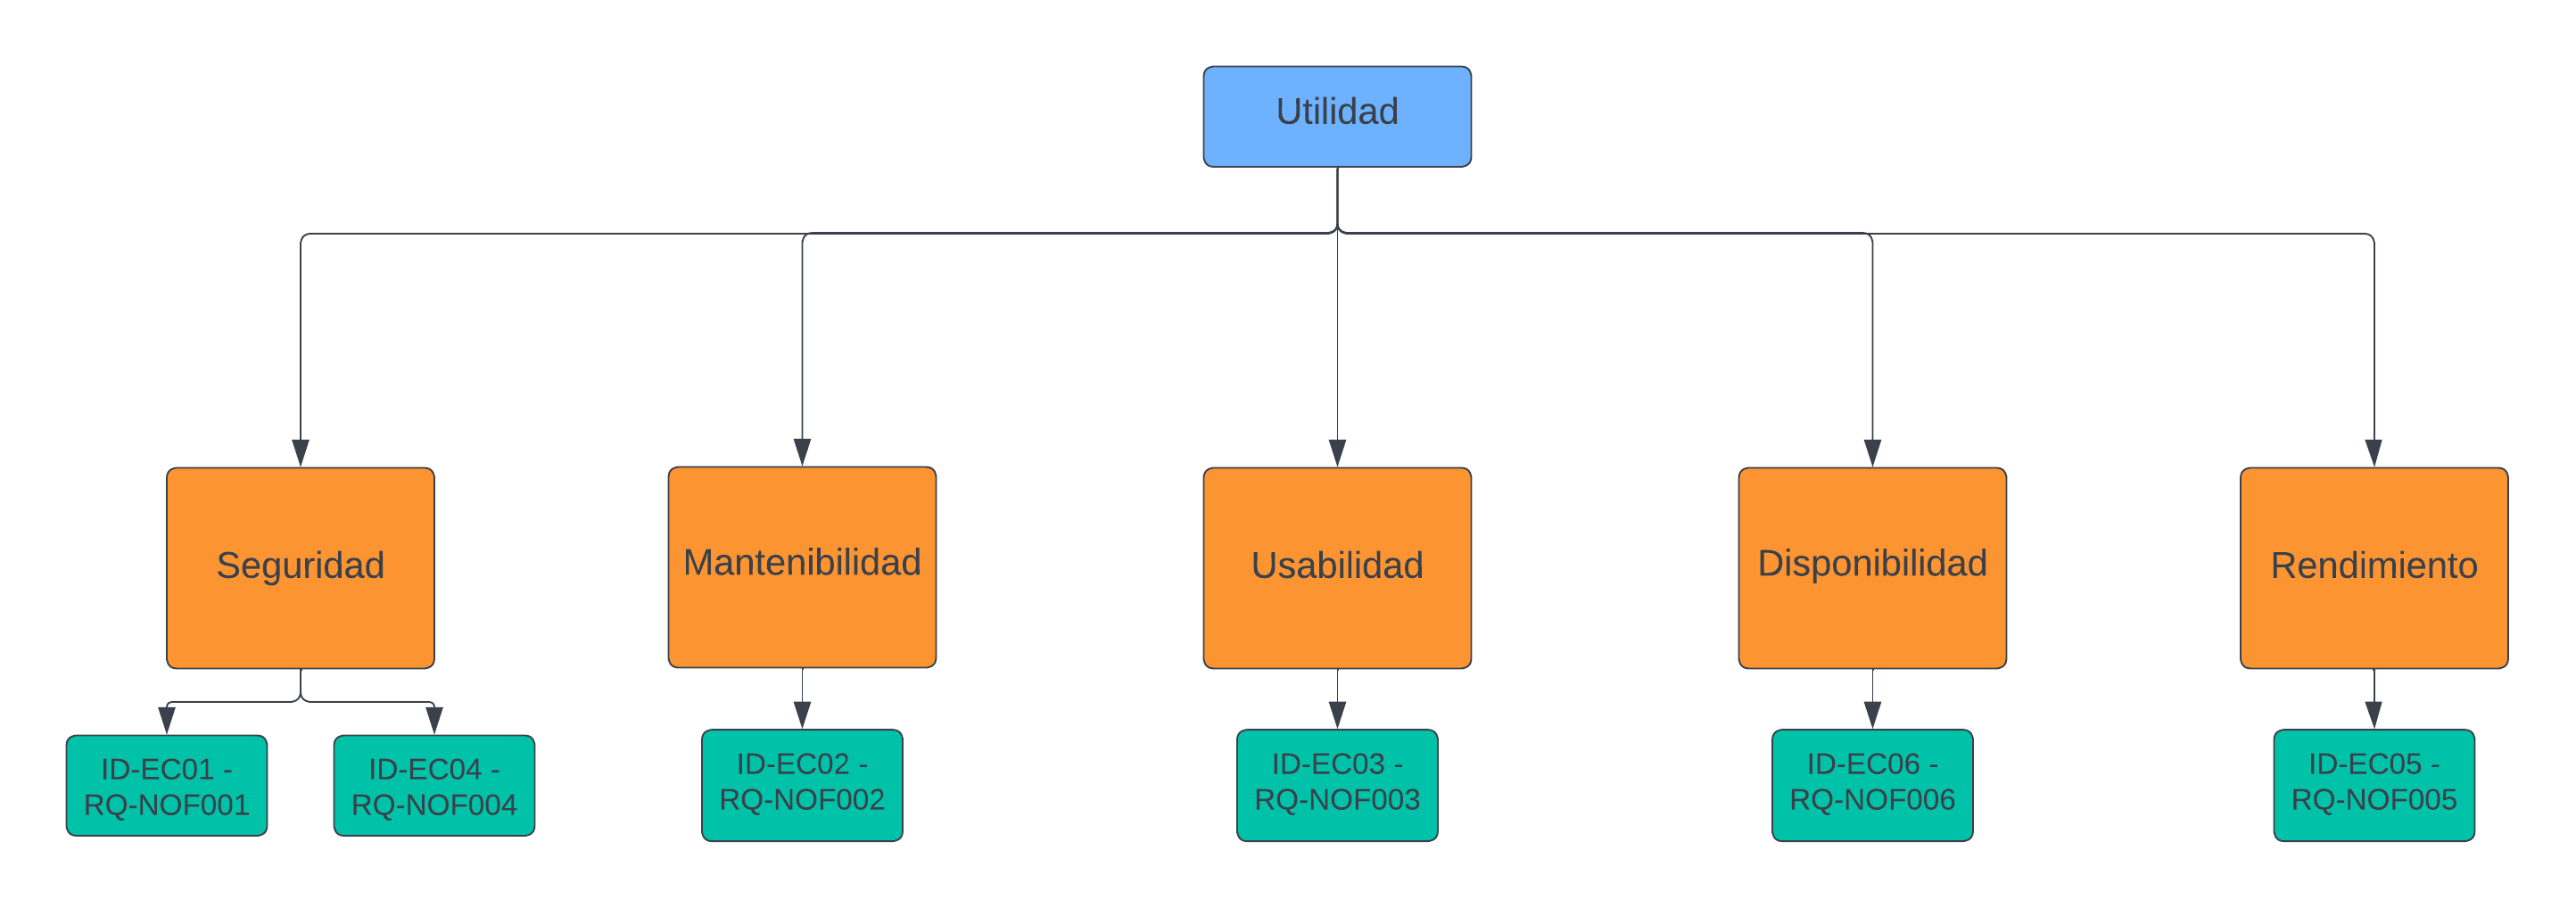 Utilidad
Seguridad
Mantenibilidad
Usabilidad
Disponibilidad
Rendimiento
ID-EC01 -
RQ-NOF001
ID-EC04 -
RQ-NOF004
ID-EC02 -
RQ-NOF002
ID-EC03 -
RQ-NOF003
ID-EC06 -
RQ-NOF006
ID-EC05 -
RQ-NOF005